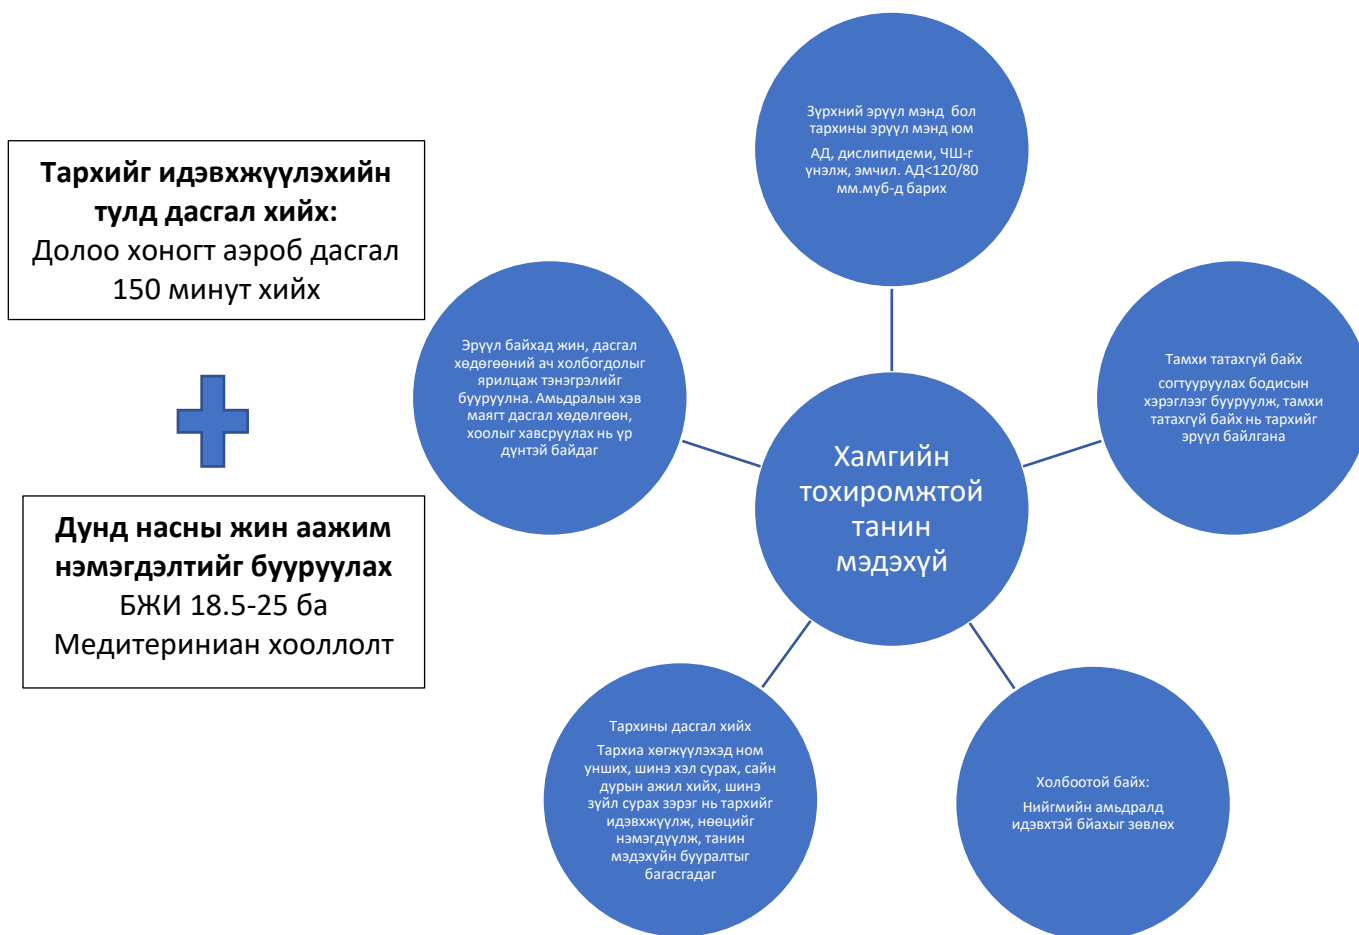 Тархийг идэвхжүүлэхийн
тулд дасгал хийх:
Долоо хоногт аэроб дасгал
150 минут хийх
Дунд насны жин аажим
нэмэгдэлтийг бууруулах
БЖИ 18.5-25 ба
Медитериниан хооллолт
Зүрхний эрүүл мэнд бол
тархины эрүүл мэнд юм
АД, дислипидеми, ЧШ-г
үнэлж, эмчил. АД<120/80
мм.муб-д барих
Эрүүл байхад жин, дасгал
хөдөгөөний ач холбогдолыг
ярилцаж тэнэгрэлийг
бууруулна. Амьдралын хэв
маягт дасгал хөдөлгөөн,
хоолыг хавсруулах нь үр
дүнтэй байдаг
Тамхи татахгүй байх
согтууруулах бодисын
хэрэглээг бууруулж, тамхи
татахгүй байх нь тархийг
эрүүл байлгана
Хамгийн
тохиромжтой
танин
мэдэхүй
Тархины дасгал хийх
Тархиа хөгжүүлэхэд ном
унших, шинэ хэл сурах, сайн
дурын ажил хийх, шинэ
зүйл сурах зэрэг нь тархийг
идэвхжүүлж, нөөцийг
нэмэгдүүлж, танин
мэдэхүйн бууралтыг
багасгадаг
Холбоотой байх:
Нийгмийн амьдралд
идэвхтэй бйахыг зөвлөх